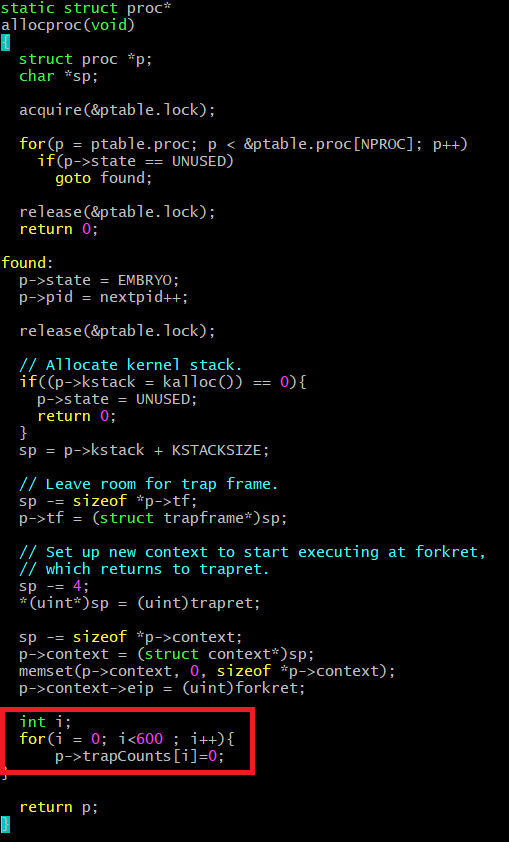 static struct proc*
allocproc(void)
{
  struct proc *p;
  char *sp;

  acquire(&ptable.lock);

  for(p = ptable.proc; p < &ptable.proc[NPROC]; p++)
    if(p->state == UNUSED)
      goto found;

  release(&ptable.lock);
  return 0;

found:
  p->state = EMBRYO;
  p->pid = nextpid++;

  release(&ptable.lock);

  // Allocate kernel stack.
  if((p->kstack = kalloc()) == 0){
    p->state = UNUSED;
    return 0;
  }
  sp = p->kstack + KSTACKSIZE;

  // Leave room for trap frame.
  sp -= sizeof *p->tf;
  p->tf = (struct trapframe*)sp;

  // Set up new context to start executing at forkret,
  // which returns to trapret.
  sp -= 4;
  *(uint*)sp = (uint)trapret;

  sp -= sizeof *p->context;
  p->context = (struct context*)sp;
  memset(p->context, 0, sizeof *p->context);
  p->context->eip = (uint)forkret;

  int i;
  for(i = 0; i<600 ; i++){
      p->trapCounts[i]=0;
}

  return p;
}